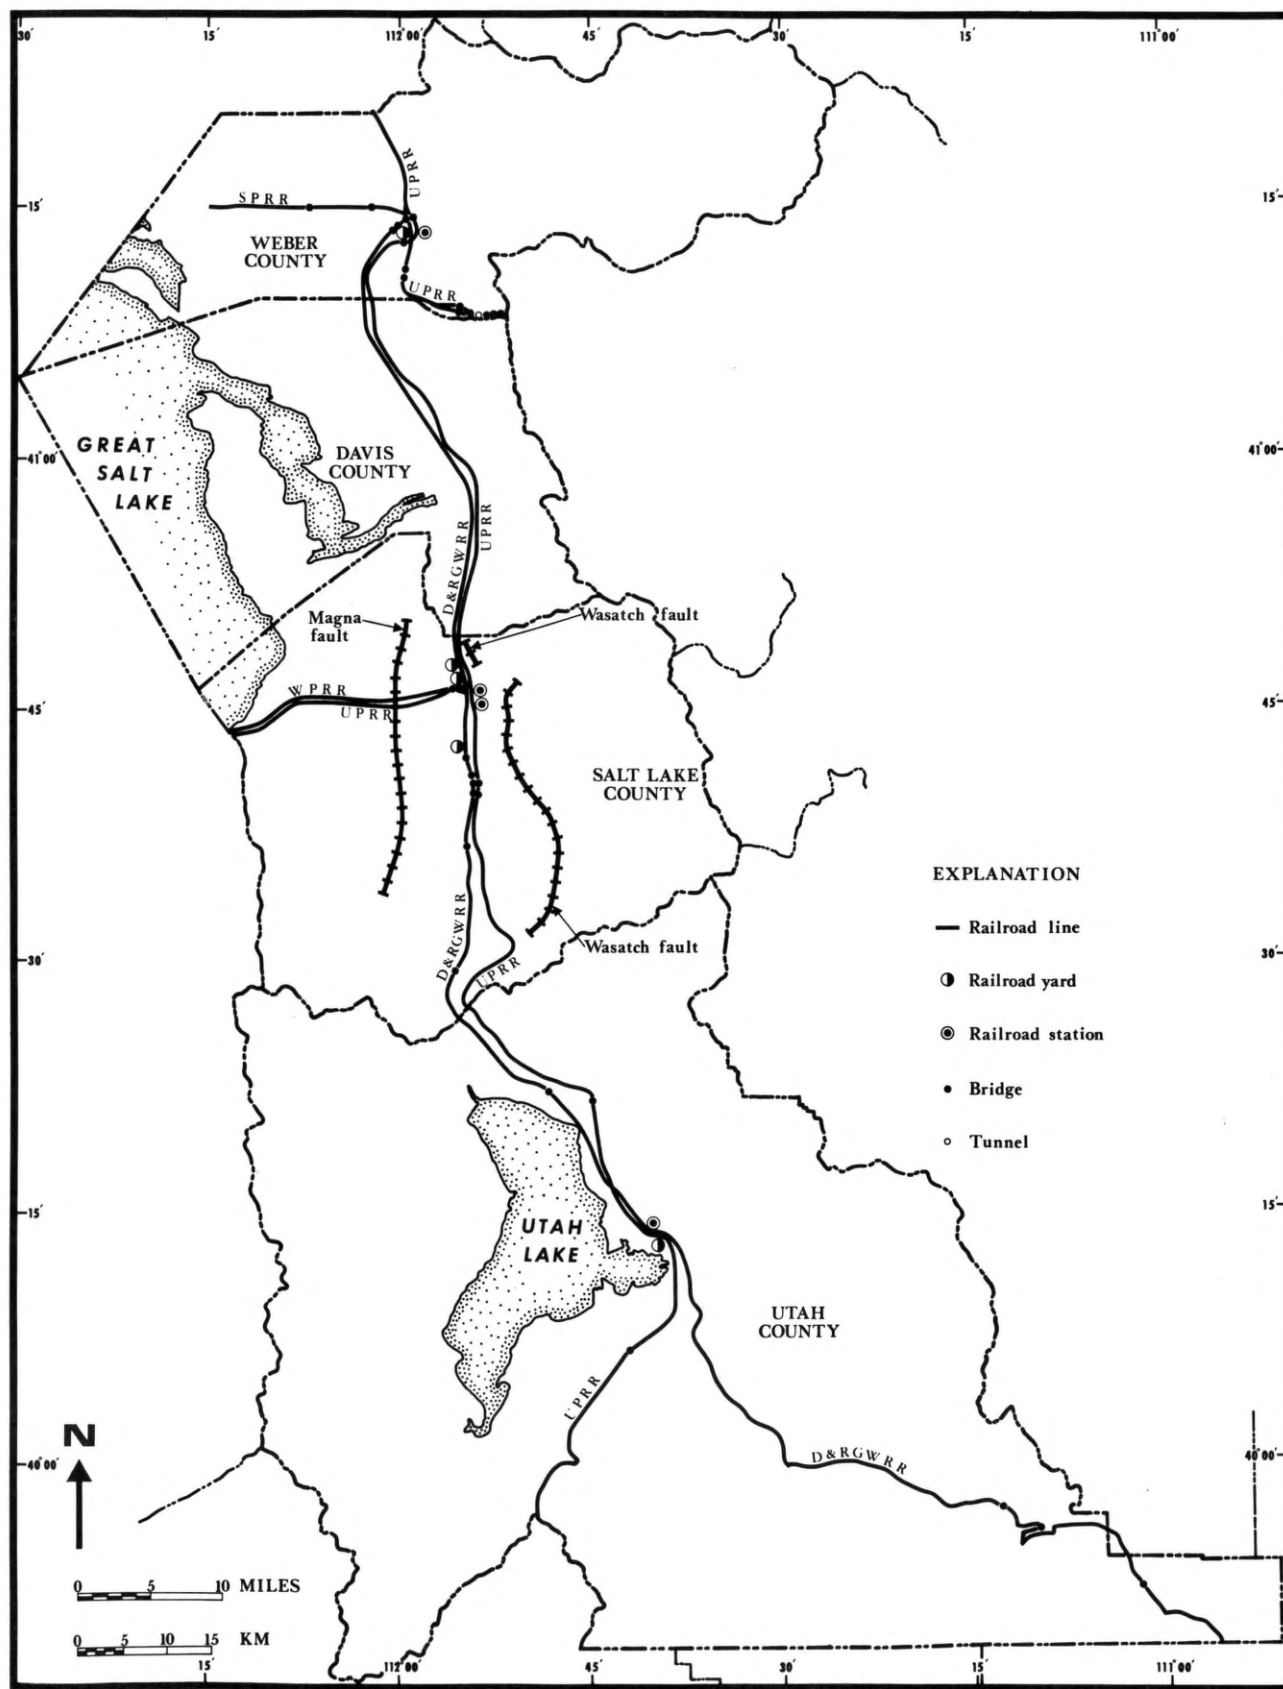 30′ 15′ 112°00′ 45′ 30′ 15′ 111°00′
UPRR
15′ 15′
SPRR
WEBER
COUNTY
UPRR
GREAT
SALT
LAKE
DAVIS
COUNTY
41°00′ 41°00′
D&RGWRR
UPRR
Magna
fault
Wasatch fault
WPRR
UPRR
45′ 45′
SALT LAKE
COUNTY
EXPLANATION
Railroad line
Railroad yard
Railroad station
Bridge
Tunnel
D&RGWRR
UPRR
Wasatch fault
30′ 30′
15′ 15′
UTAH
LAKE
UTAH
COUNTY
UPRR
D&RGWRR
N
40°00′ 40°00′
0 5 10 MILES
0 5 10 15 KM
15′ 112°00′ 45′ 30′ 15′ 111°00′